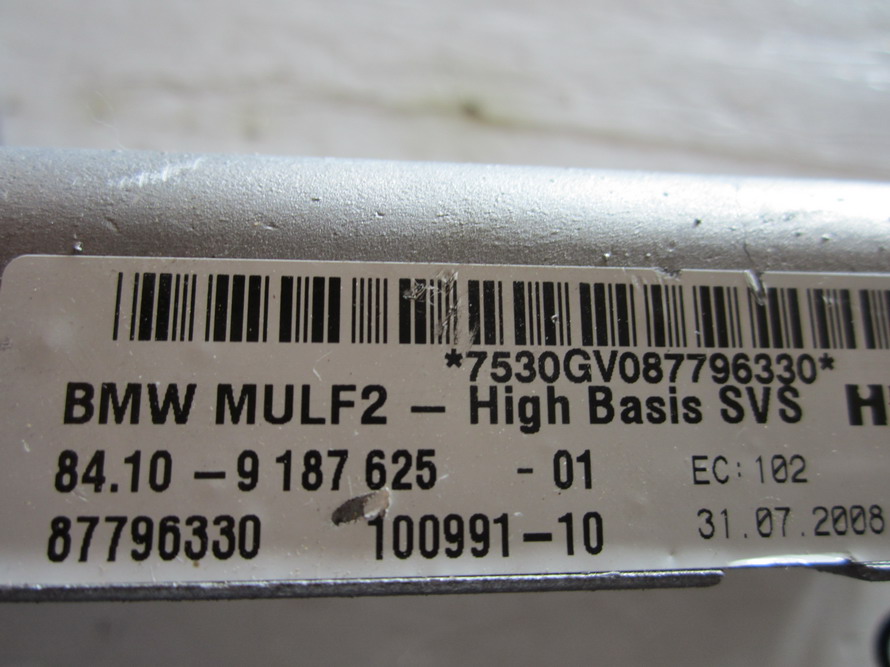 *7530GV087796330*
BMW MULF2 – High Basis SVS H
84.10 –9 187 625 - 01 EC:102
87796330 100991–10 31.07.2008